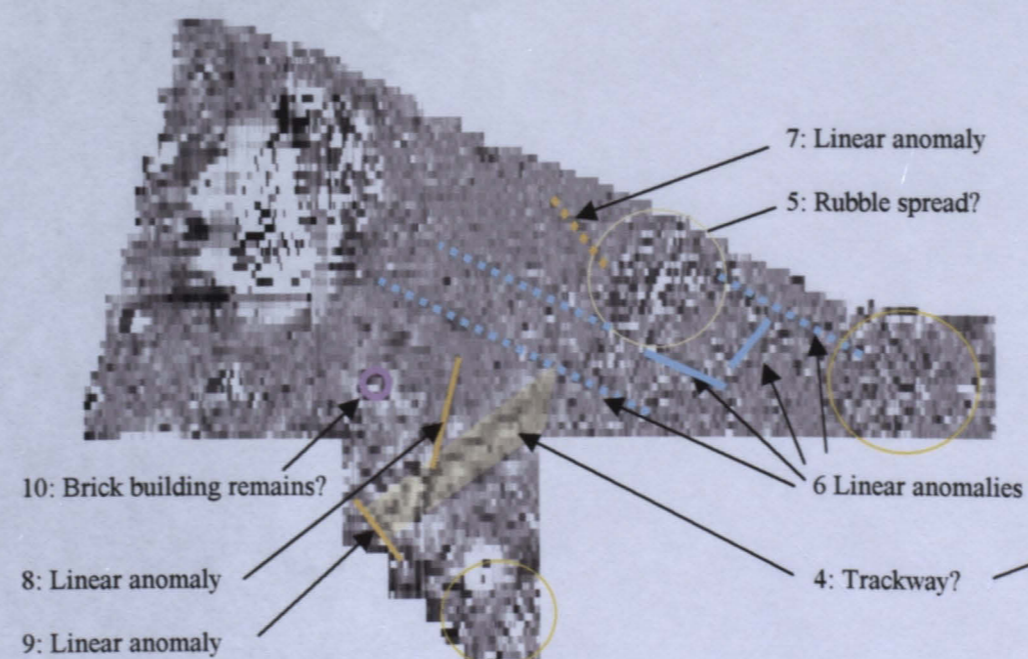 7: Linear anomaly
5: Rubble spread?
10: Brick building remains?
6 Linear anomalies
8: Linear anomaly
4: Trackway?
9: Linear anomaly